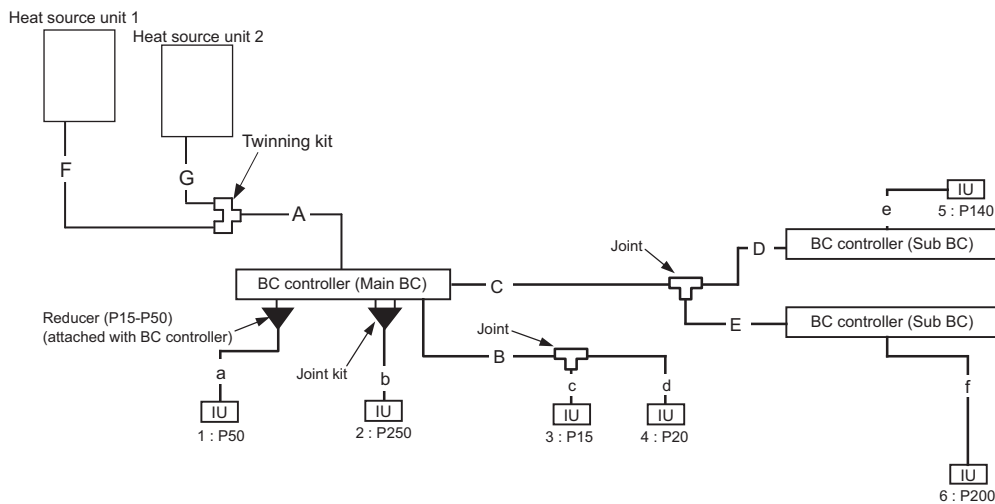 Heat source unit 1
Heat source unit 2
Twinning kit
F
G
A
IU
5 : P140
e
BC controller (Sub BC)
Joint
D
BC controller (Main BC)
C
Reducer (P15-P50)
(attached with BC controller)
E
BC controller (Sub BC)
Joint
B
Joint kit
a
b
c
d
f
IU
1 : P50
IU
2 : P250
IU
3 : P15
IU
4 : P20
IU
6 : P200